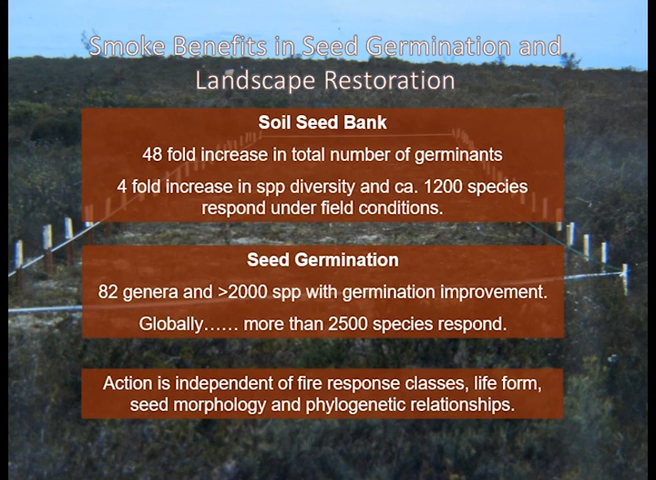 Smoke Benefits in Seed Germination and
Landscape Restoration
Soil Seed Bank
48 fold increase in total number of germinants
4 fold increase in spp diversity and ca. 1200 species
respond under field conditions.
Seed Germination
82 genera and >2000 spp with germination improvement.
Globally…… more than 2500 species respond.
Action is independent of fire response classes, life form,
seed morphology and phylogenetic relationships.